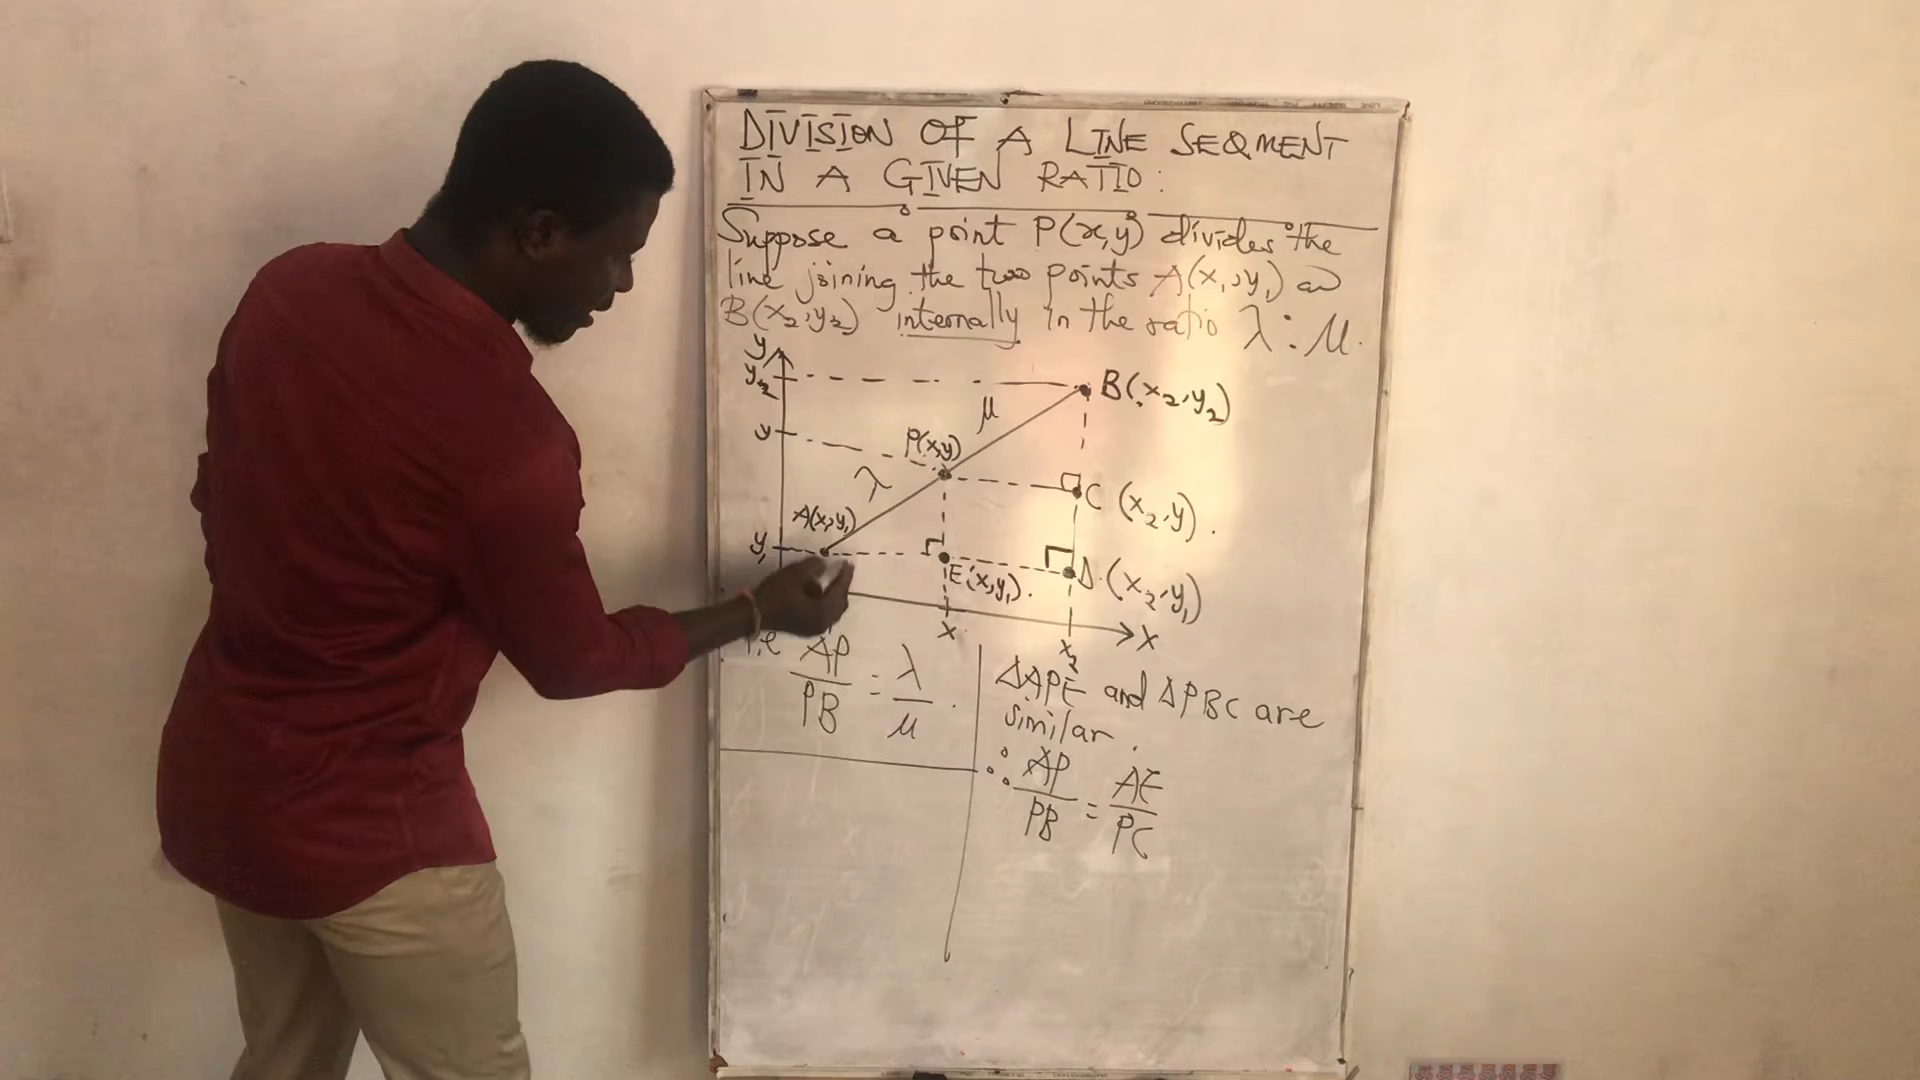 DIVISION OF A LINE SEGMENT
IN A GIVEN RATIO:
Suppose a point P(x,y) divides the
line joining the two points A(x₁,y₁) and
B(x₂,y₂) internally in the ratio λ:μ.
y
y₂
B(x₂,y₂)
μ
y
P(x,y)
λ
C (x₂,y).
A(x₁,y₁)
y₁
E(x,y₁).
D.(x₂,y₁)
x
x₂
X
i.e AP/PB = λ/μ.
ΔAPE and ΔPBC are
similar.
∴ AP/PB = AE/PC